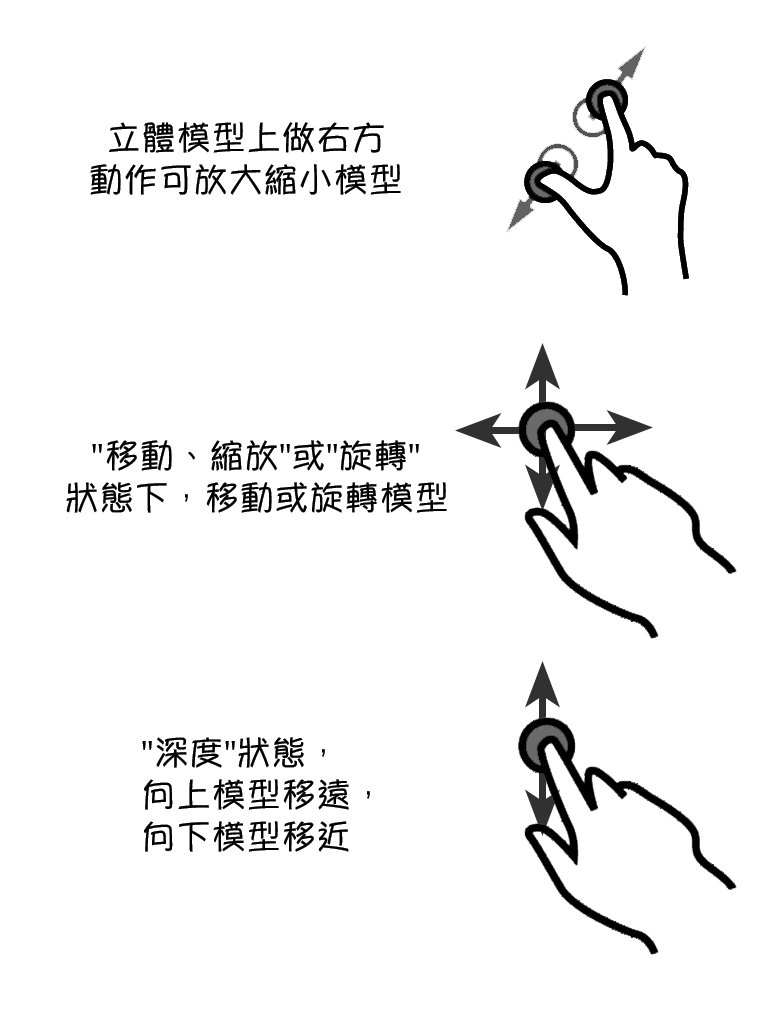 立體模型上做右方
動作可放大縮小模型
"移動、縮放"或"旋轉"
狀態下，移動或旋轉模型
"深度"狀態，
向上模型移遠，
向下模型移近